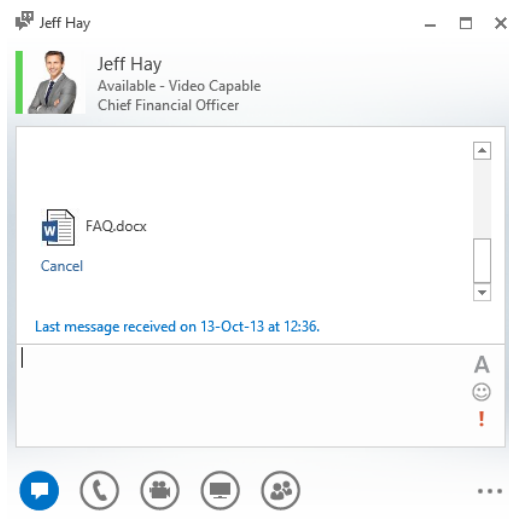 Jeff Hay
Jeff Hay
Available - Video Capable
Chief Financial Officer
FAQ.docx
Cancel
Last message received on 13-Oct-13 at 12:36.
A
!